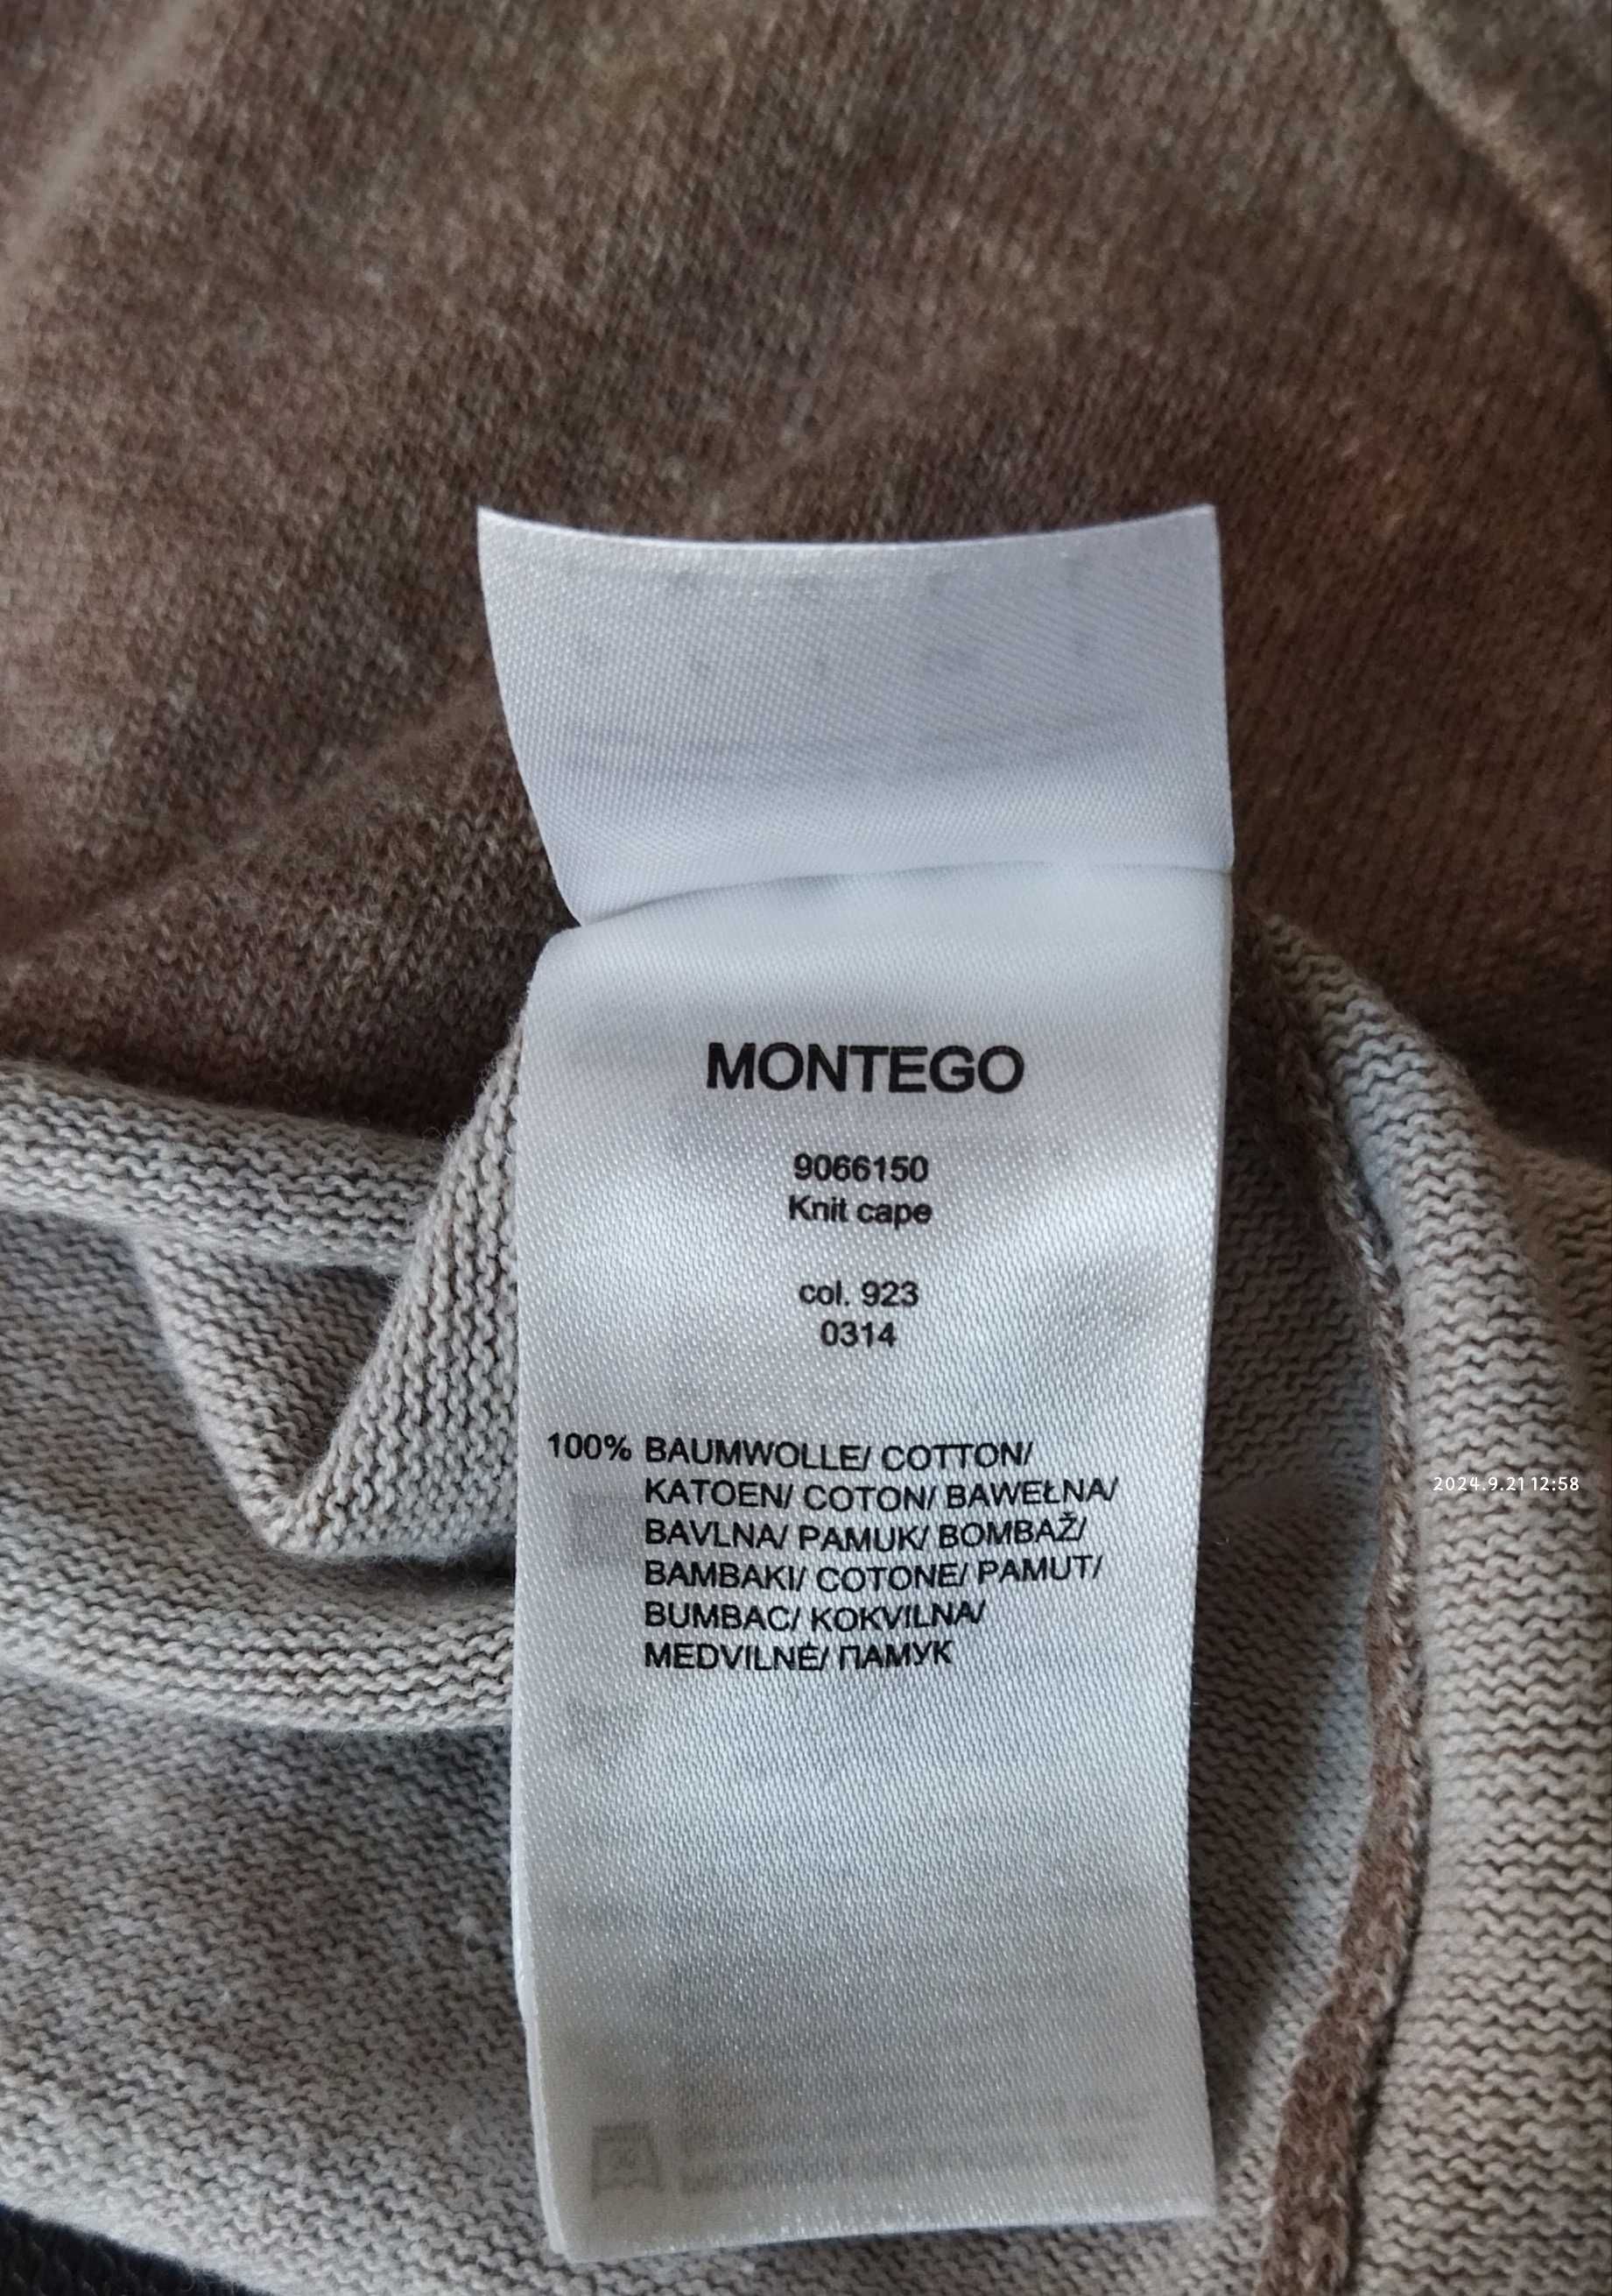 MONTEGO
9066150
Knit cape
col. 923
0314
100% BAUMWOLLE/ COTTON/
KATOEN/ COTON/ BAWEŁNA/
BAVLNA/ PAMUK/ BOMBAŽ/
BAMBAKI/ COTONE/ PAMUT/
BUMBAC/ KOKVILNA/
MEDVILNĖ/ ПАМУК
2024.9.21 12:58